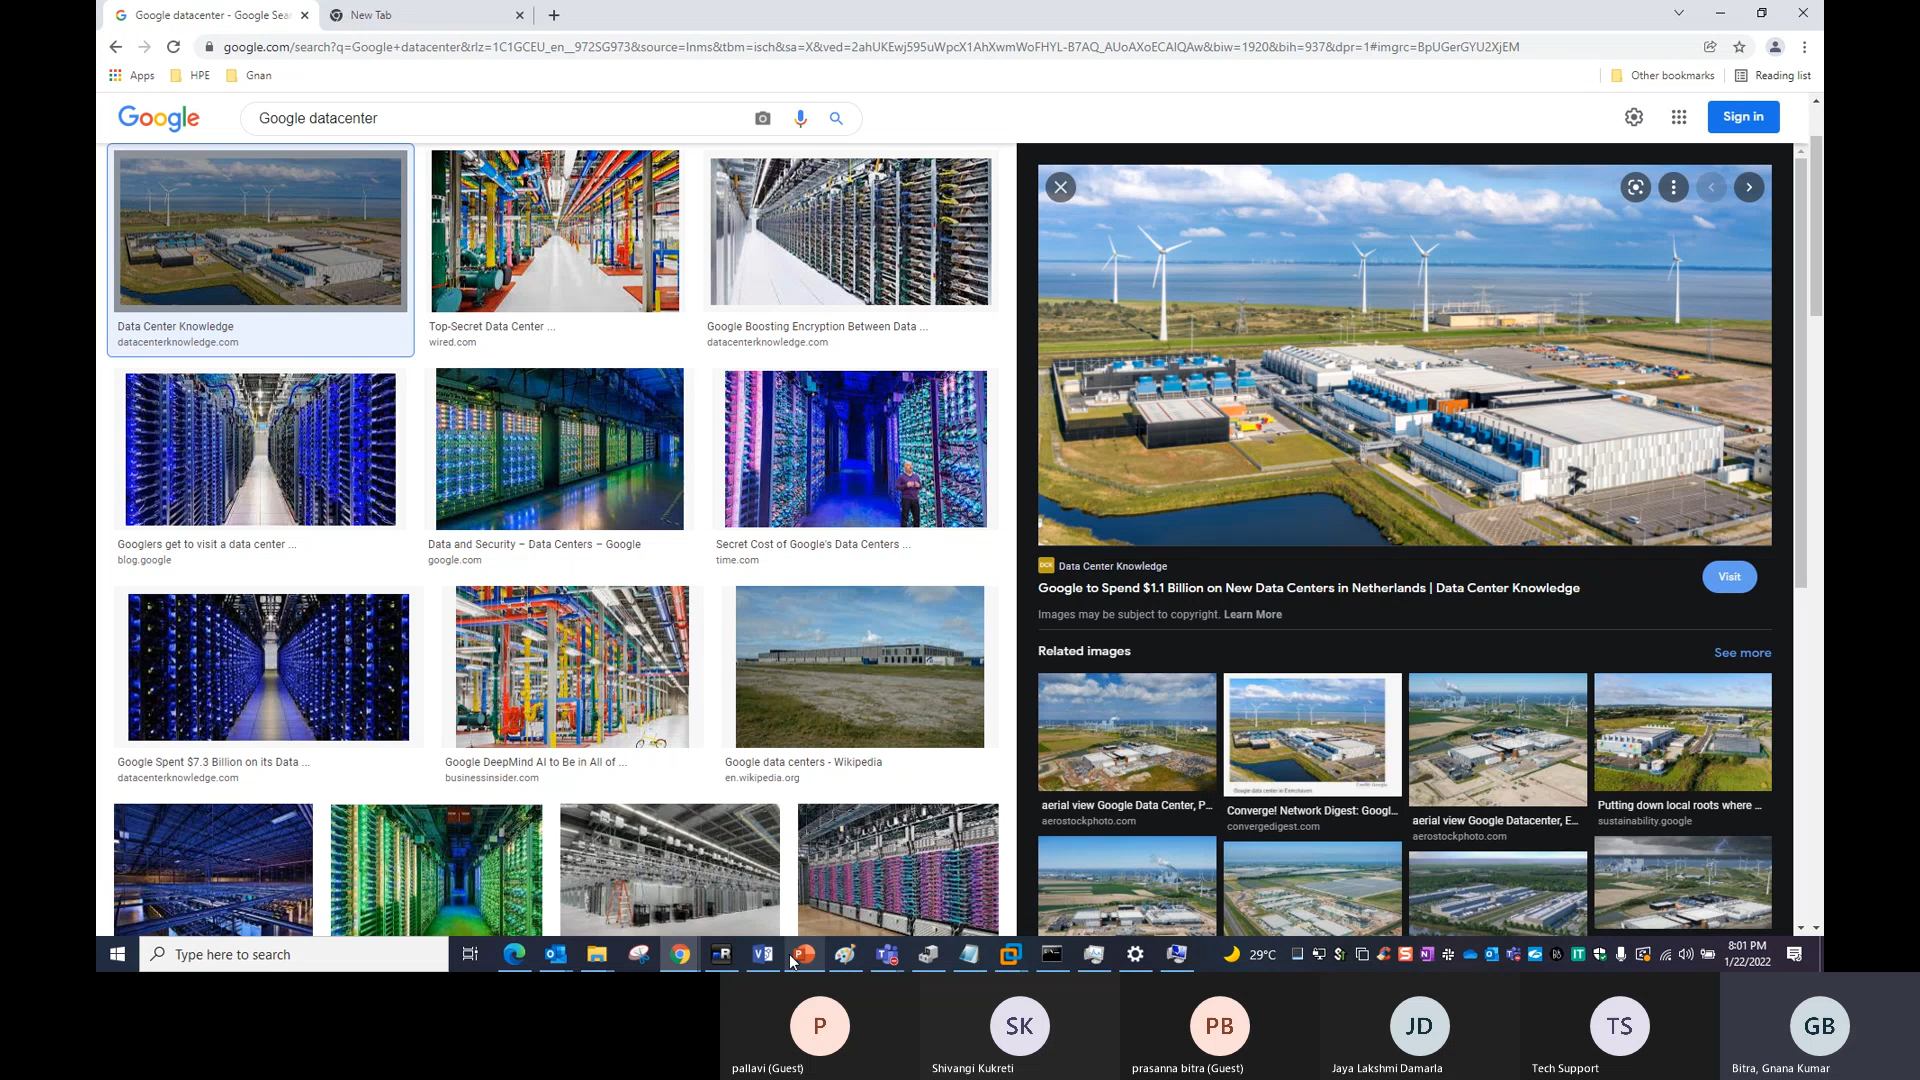 Google datacenter - Google Sear
New Tab
google.com/search?q=Google+datacenter&rlz=1C1GCEU_en__972SG973&source=lnms&tbm=isch&sa=X&ved=2ahUKEwj595uWpcX1AhXwmWoFHYL-B7AQ_AUoAXoECAIQAw&biw=1920&bih=937&dpr=1#imgrc=BpUGerGYU2XjEM
Apps
HPE
Gnan
Other bookmarks
Reading list
Google
Google datacenter
Sign in
Data Center Knowledge
datacenterknowledge.com
Top-Secret Data Center ...
wired.com
Google Boosting Encryption Between Data ...
datacenterknowledge.com
Googlers get to visit a data center ...
blog.google
Data and Security – Data Centers – Google
google.com
Secret Cost of Google's Data Centers ...
time.com
Google Spent $7.3 Billion on its Data ...
datacenterknowledge.com
Google DeepMind AI to Be in All of ...
businessinsider.com
Google data centers - Wikipedia
en.wikipedia.org
DCK
Data Center Knowledge
Google to Spend $1.1 Billion on New Data Centers in Netherlands | Data Center Knowledge
Visit
Images may be subject to copyright. Learn More
Related images
See more
aerial view Google Data Center, P...
aerostockphoto.com
Google data center in Eemshaven
Converge! Network Digest: Googl...
convergedigest.com
aerial view Google Datacenter, E...
aerostockphoto.com
Putting down local roots where ...
sustainability.google
Type here to search
29°C
8:01 PM
1/22/2022
P
pallavi (Guest)
SK
Shivangi Kukreti
PB
prasanna bitra (Guest)
JD
Jaya Lakshmi Damarla
TS
Tech Support
GB
Bitra, Gnana Kumar